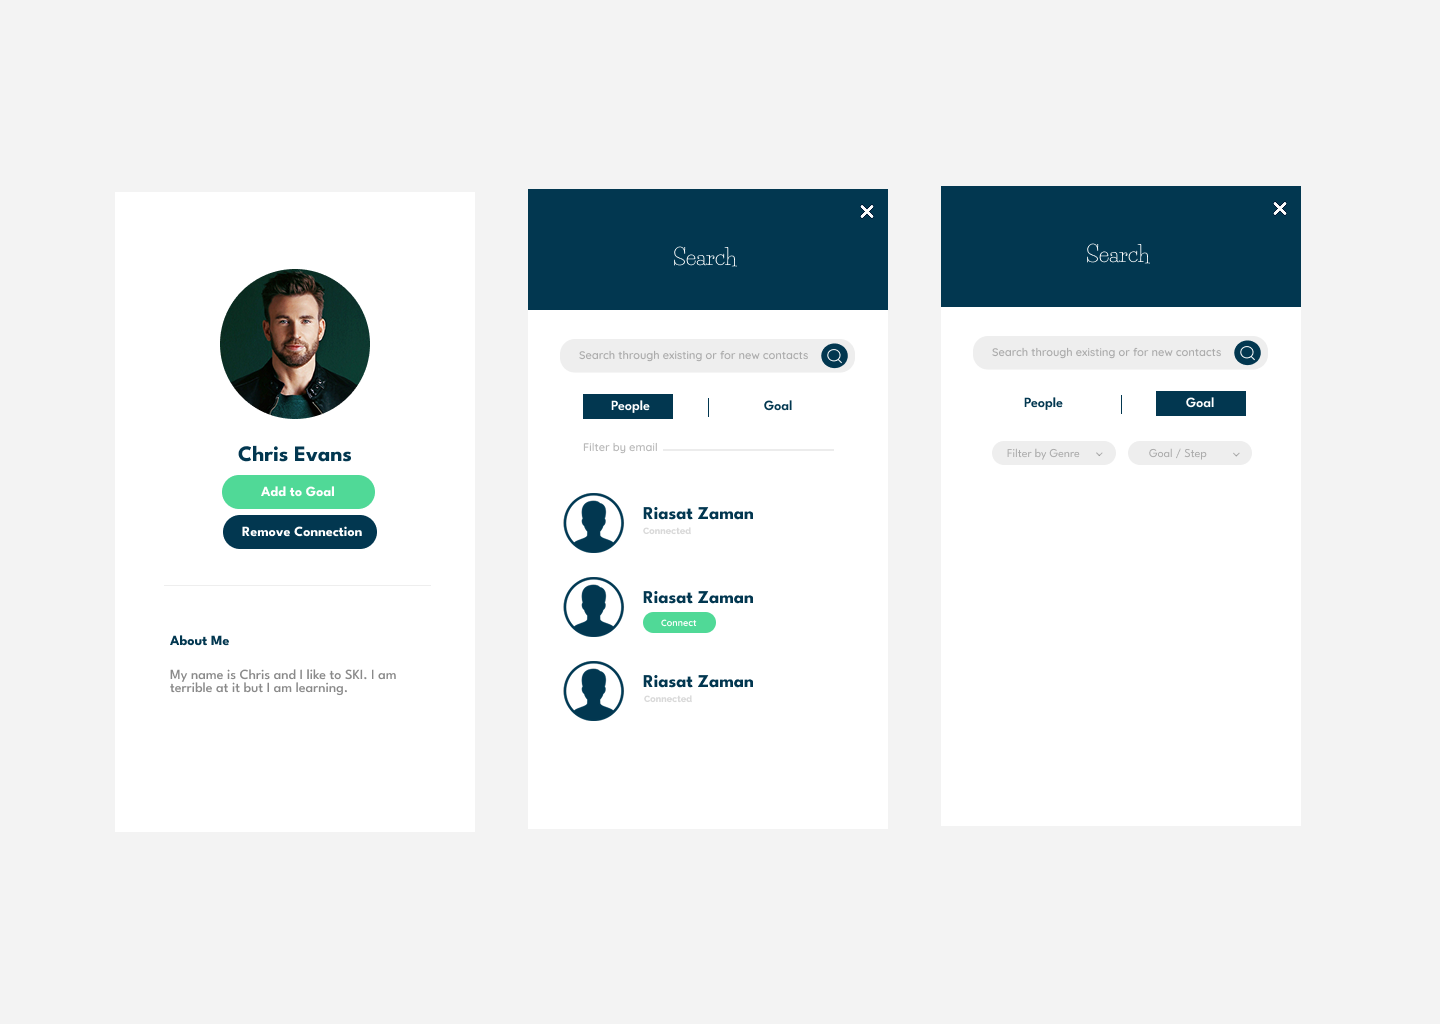 Chris Evans
Add to Goal
Remove Connection
About Me
My name is Chris and I like to SKI. I am
terrible at it but I am learning.
Search
Search through existing or for new contacts
People
Goal
Filter by email
Riasat Zaman
Connected
Riasat Zaman
Connect
Riasat Zaman
Connected
Search
Search through existing or for new contacts
People
Goal
Filter by Genre
Goal / Step